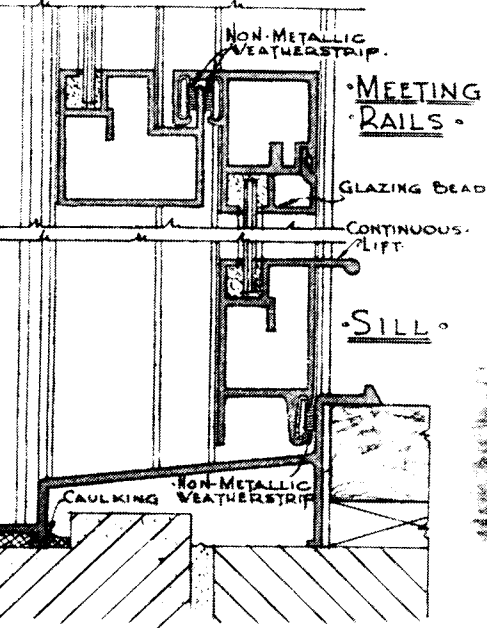 NON-METALLIC
WEATHERSTRIP.
·MEETING
RAILS·
GLAZING BEAD
CONTINUOUS-
LIFT.
·SILL·
NON-METALLIC
WEATHERSTRIP
CAULKING